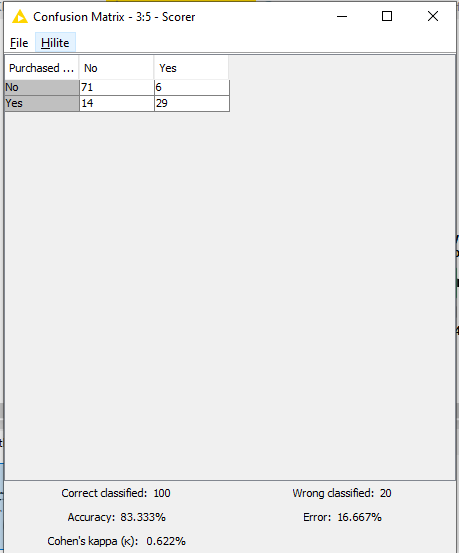 Confusion Matrix - 3:5 - Scorer
File Hilite
Purchased ... No Yes
No 71 6
Yes 14 29
Correct classified: 100 Wrong classified: 20
Accuracy: 83.333% Error: 16.667%
Cohen's kappa (κ): 0.622%